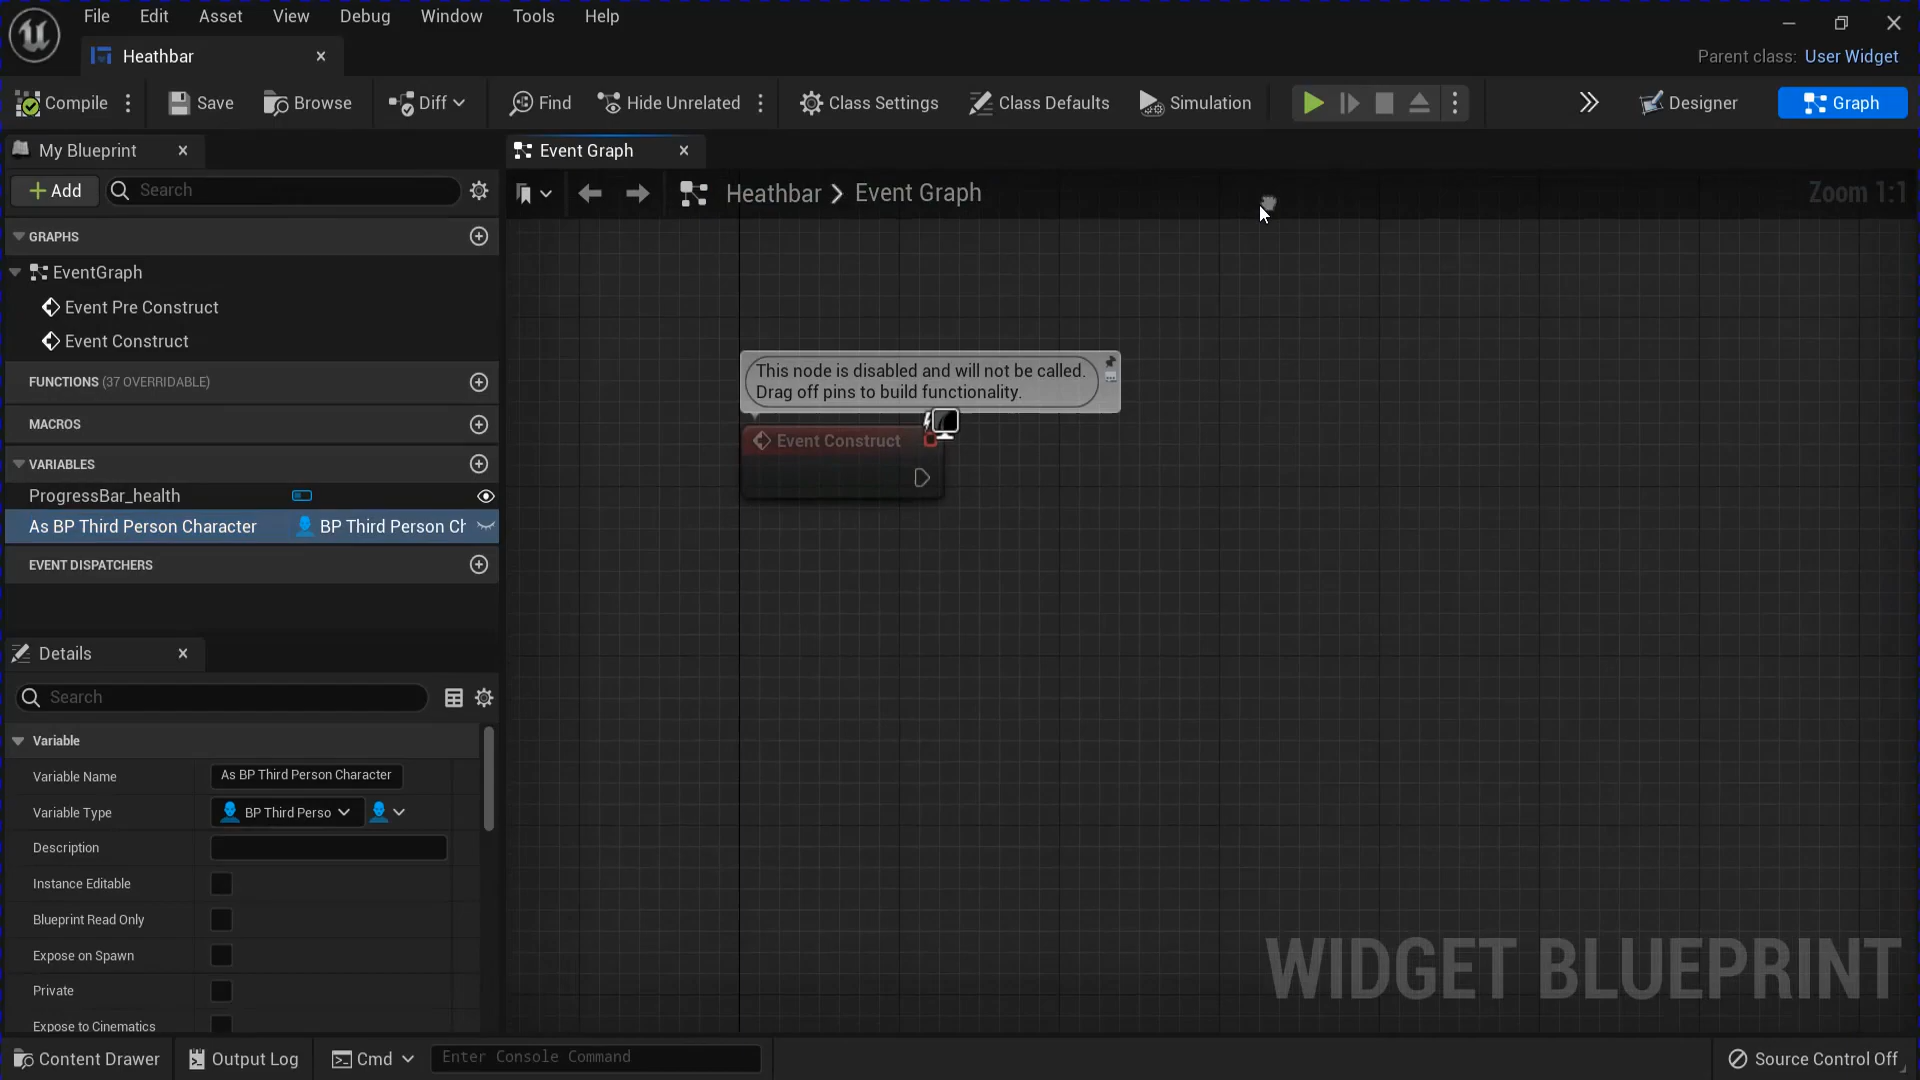 File Edit Asset View Debug Window Tools Help
Heathbar
Parent class: User Widget
Compile Save Browse Diff Find Hide Unrelated Class Settings Class Defaults Simulation Designer Graph
My Blueprint
Event Graph
Add Search
Heathbar Event Graph
Zoom 1:1
GRAPHS
EventGraph
Event Pre Construct
Event Construct
FUNCTIONS (37 OVERRIDABLE)
MACROS
VARIABLES
ProgressBar_health
As BP Third Person Character BP Third Person Ch
EVENT DISPATCHERS
This node is disabled and will not be called.
Drag off pins to build functionality.
Event Construct
Details
Search
Variable
Variable Name As BP Third Person Character
Variable Type BP Third Perso
Description
Instance Editable
Blueprint Read Only
Expose on Spawn
Private
Expose to Cinematics
WIDGET BLUEPRINT
Content Drawer Output Log Cmd Enter Console Command Source Control Off